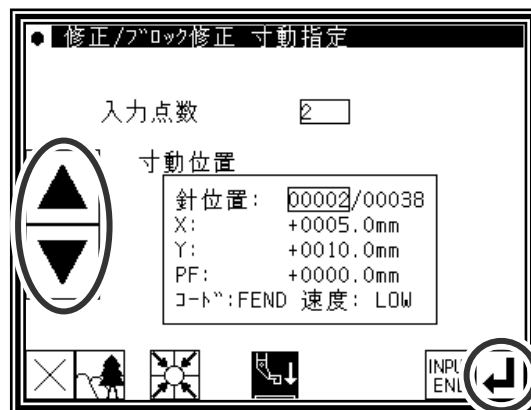 修正/ブロック修正 寸動指定
入力点数 2
寸動位置
針位置: 00002/00038
X: +0005.0mm
Y: +0010.0mm
PF: +0000.0mm
コード:FEND 速度: LOW
INPUT
END